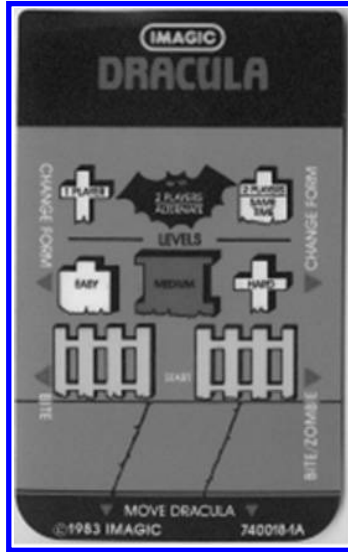 IMAGIC
DRACULA
CHANGE FORM
1 PLAYER
2 PLAYERS
ALTERNATE
2 PLAYERS
SAME
TIME
CHANGE FORM
LEVELS
EASY
MEDIUM
HARD
BITE
START
BITE/ZOMBIE
MOVE DRACULA
©1983 IMAGIC
740018-1A